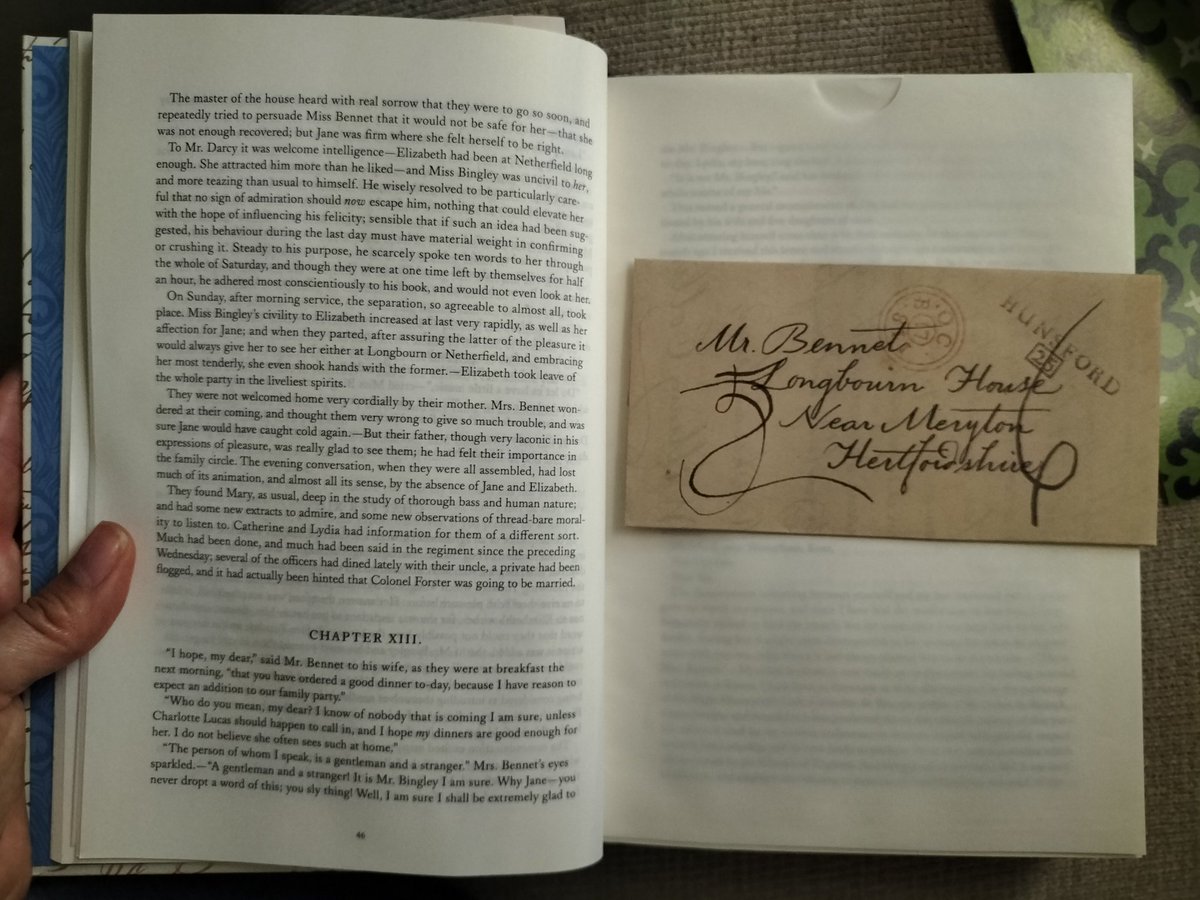 The master of the house heard with real sorrow that they were to go so soon, and
repeatedly tried to persuade Miss Bennet that it would not be safe for her—that she
was not enough recovered; but Jane was firm where she felt herself to be right.
To Mr. Darcy it was welcome intelligence—Elizabeth had been at Netherfield long
enough. She attracted him more than he liked—and Miss Bingley was uncivil to her,
and more teazing than usual to himself. He wisely resolved to be particularly care-
ful that no sign of admiration should now escape him, nothing that could elevate her
with the hope of influencing his felicity; sensible that if such an idea had been sug-
gested, his behaviour during the last day must have material weight in confirming
or crushing it. Steady to his purpose, he scarcely spoke ten words to her through
the whole of Saturday, and though they were at one time left by themselves for half
an hour, he adhered most conscientiously to his book, and would not even look at her.
On Sunday, after morning service, the separation, so agreeable to almost all, took
place. Miss Bingley's civility to Elizabeth increased at last very rapidly, as well as her
affection for Jane; and when they parted, after assuring the latter of the pleasure it
would always give her to see her either at Longbourn or Netherfield, and embracing
her most tenderly, she even shook hands with the former.—Elizabeth took leave of
the whole party in the liveliest spirits.
They were not welcomed home very cordially by their mother. Mrs. Bennet won-
dered at their coming, and thought them very wrong to give so much trouble, and was
sure Jane would have caught cold again.—But their father, though very laconic in his
expressions of pleasure, was really glad to see them; he had felt their importance in
the family circle. The evening conversation, when they were all assembled, had lost
much of its animation, and almost all its sense, by the absence of Jane and Elizabeth.
They found Mary, as usual, deep in the study of thorough bass and human nature;
and had some new extracts to admire, and some new observations of thread-bare moral-
ity to listen to. Catherine and Lydia had information for them of a different sort.
Much had been done, and much had been said in the regiment since the preceding
Wednesday; several of the officers had dined lately with their uncle, a private had been
flogged, and it had actually been hinted that Colonel Forster was going to be married.
CHAPTER XIII.
"I hope, my dear," said Mr. Bennet to his wife, as they were at breakfast the
next morning, "that you have ordered a good dinner to-day, because I have reason to
expect an addition to our family party."
"Who do you mean, my dear? I know of nobody that is coming I am sure, unless
Charlotte Lucas should happen to call in, and I hope my dinners are good enough for
her. I do not believe she often sees such at home."
"The person of whom I speak, is a gentleman and a stranger." Mrs. Bennet's eyes
sparkled.—"A gentleman and a stranger! It is Mr. Bingley I am sure. Why Jane—you
never dropt a word of this; you sly thing! Well, I am sure I shall be extremely glad to
46
Mr. Bennet
Longbourn House
Near Meryton
Hertfordshire
HUNSFORD